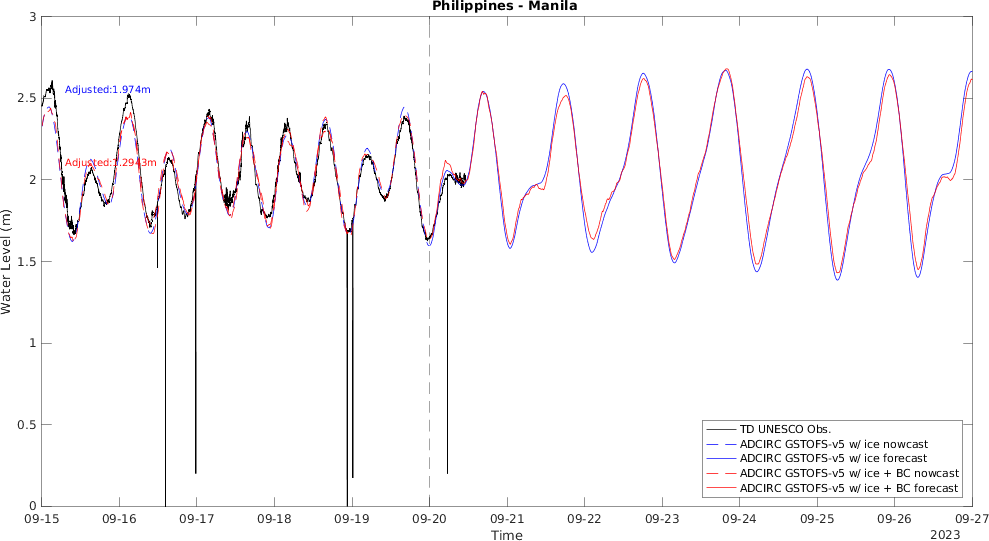 Philippines - Manila
3
2.5
2
1.5
1
0.5
0
Water Level (m)
Adjusted:1.974m
Adjusted:1.2943m
TD UNESCO Obs.
ADCIRC GSTOFS-v5 w/ ice nowcast
ADCIRC GSTOFS-v5 w/ ice forecast
ADCIRC GSTOFS-v5 w/ ice + BC nowcast
ADCIRC GSTOFS-v5 w/ ice + BC forecast
09-15 09-16 09-17 09-18 09-19 09-20 09-21 09-22 09-23 09-24 09-25 09-26 09-27
Time
2023